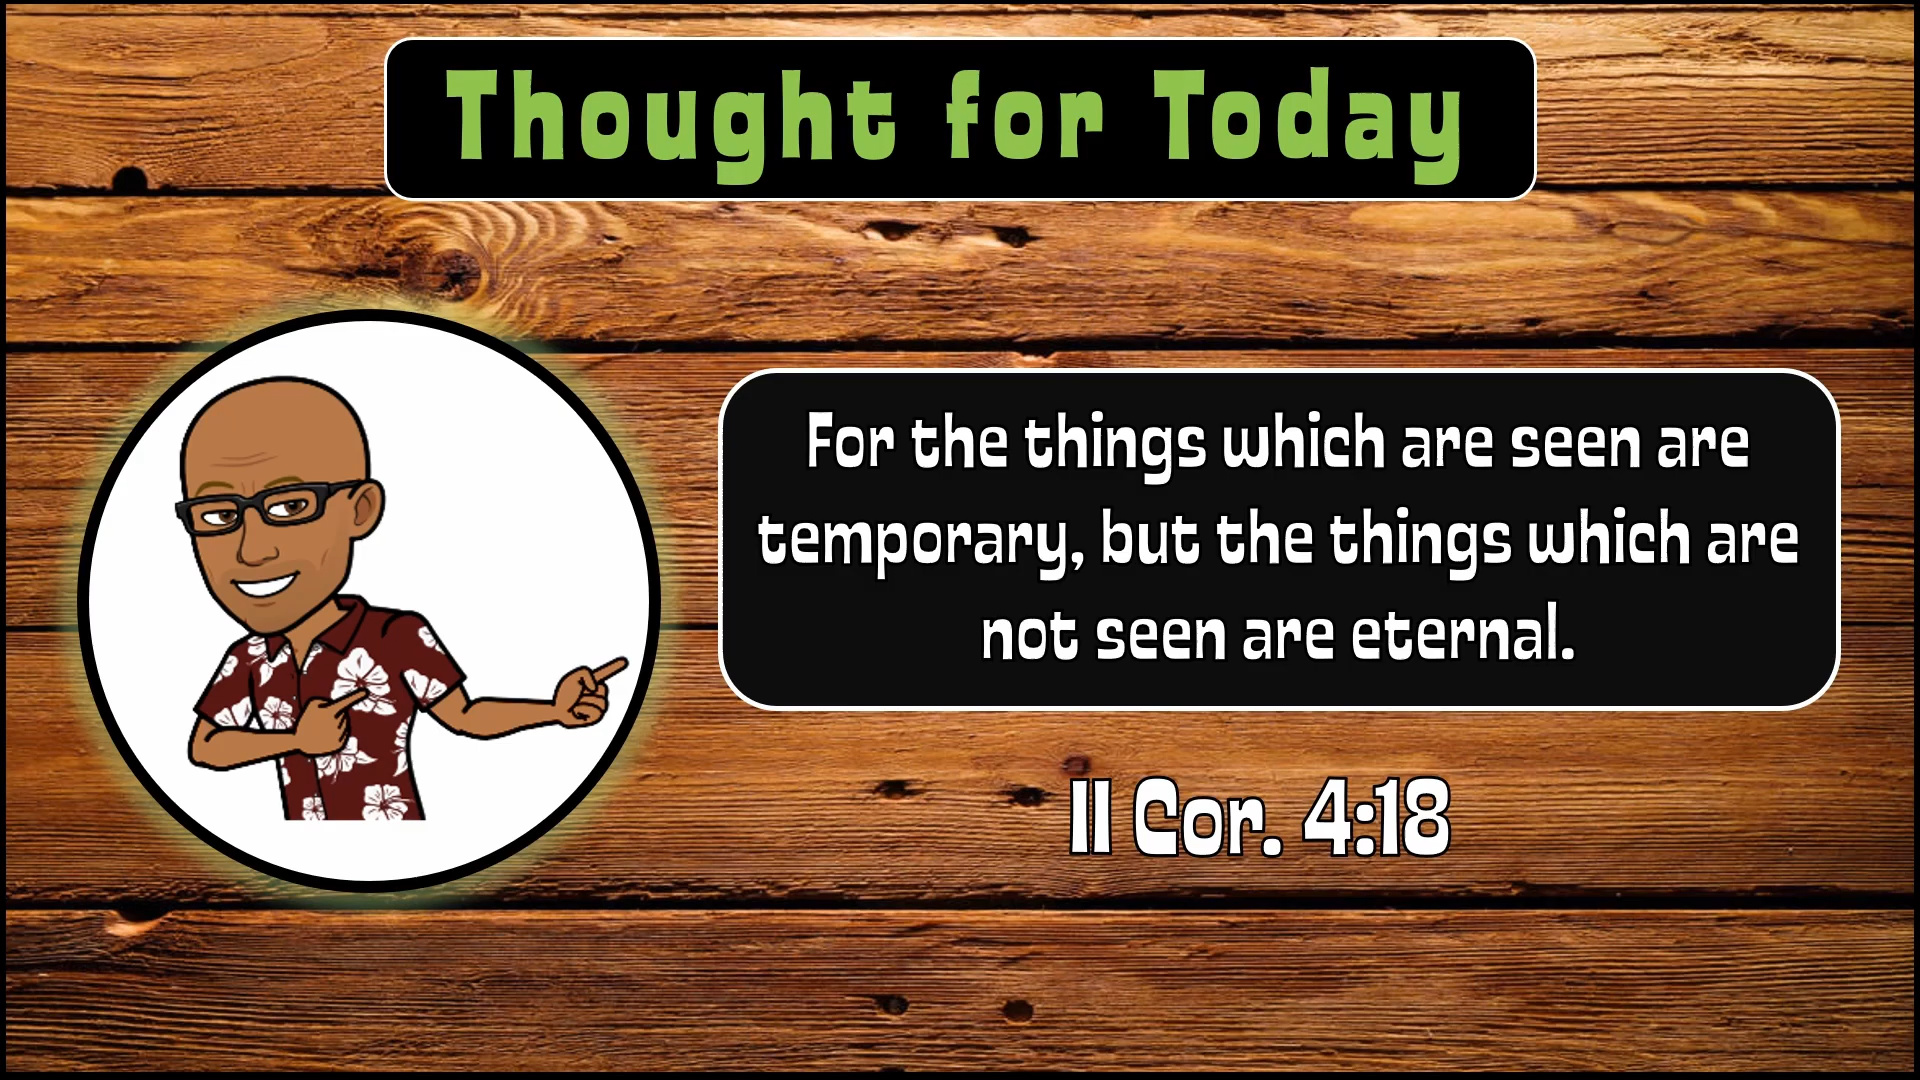 Thought for Today
For the things which are seen are
temporary, but the things which are
not seen are eternal.
II Cor. 4:18